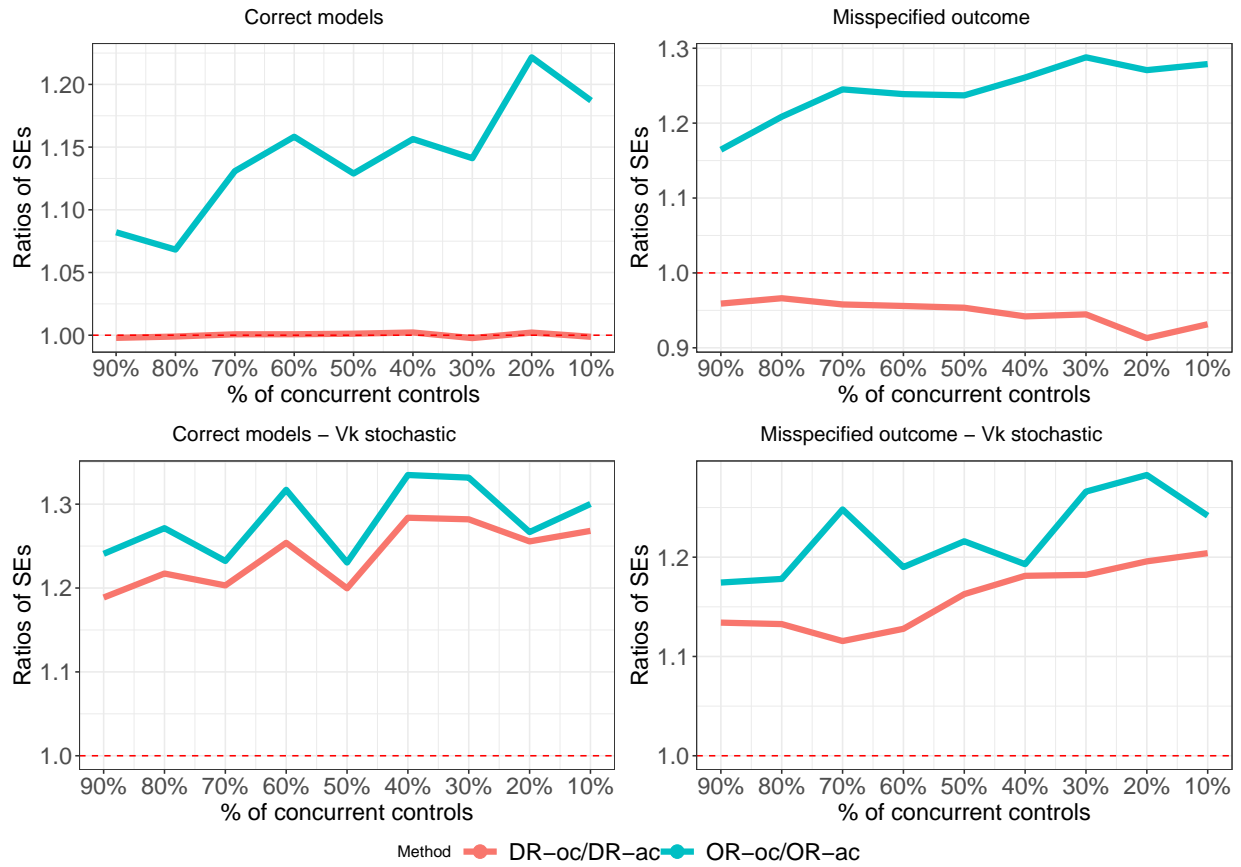 Correct models
Ratios of SEs
1.20
1.15
1.10
1.05
1.00
90% 80% 70% 60% 50% 40% 30% 20% 10%
% of concurrent controls
Misspecified outcome
Ratios of SEs
1.3
1.2
1.1
1.0
0.9
90% 80% 70% 60% 50% 40% 30% 20% 10%
% of concurrent controls
Correct models − Vk stochastic
Ratios of SEs
1.3
1.2
1.1
1.0
90% 80% 70% 60% 50% 40% 30% 20% 10%
% of concurrent controls
Misspecified outcome − Vk stochastic
Ratios of SEs
1.2
1.1
1.0
90% 80% 70% 60% 50% 40% 30% 20% 10%
% of concurrent controls
Method DR−oc/DR−ac OR−oc/OR−ac